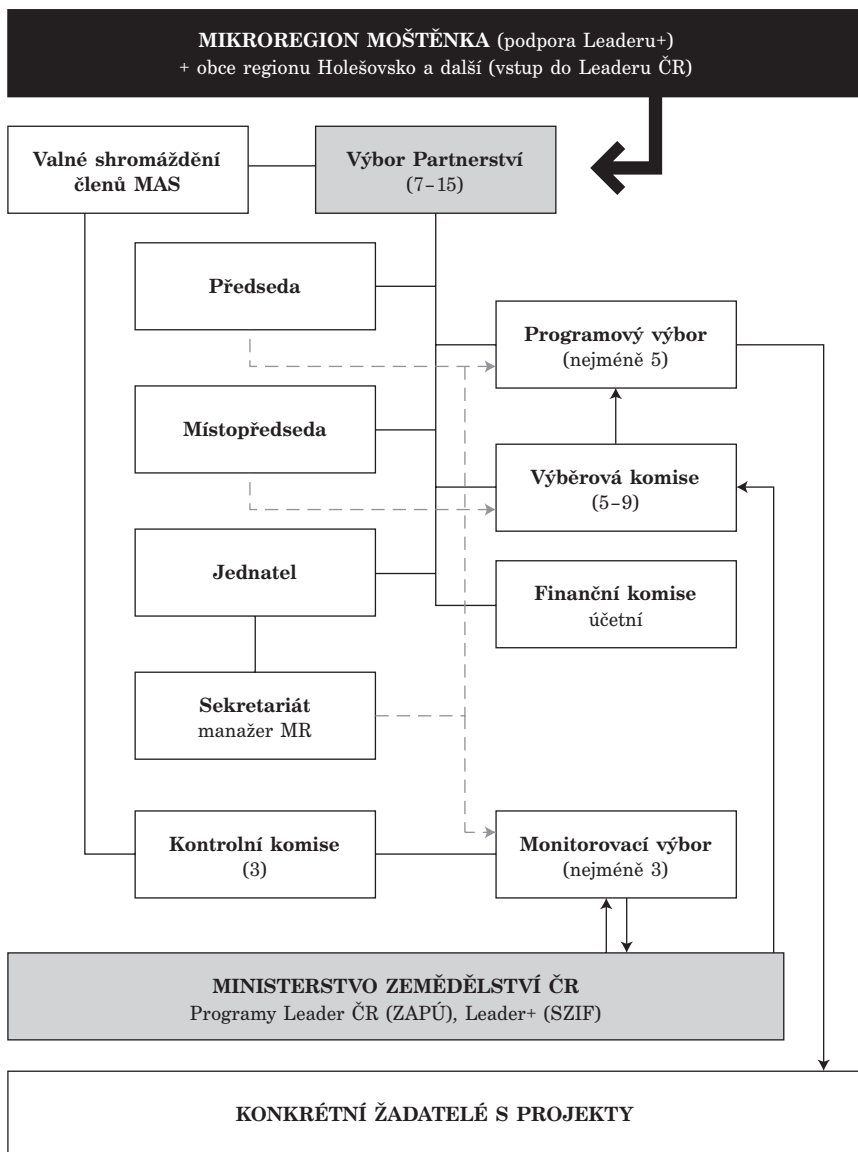 MIKROREGION MOŠTĚNKA (podpora Leaderu+)
+ obce regionu Holešovsko a další (vstup do Leaderu ČR)
Valné shromáždění
členů MAS
Výbor Partnerství
(7–15)
Předseda
Programový výbor
(nejméně 5)
Místopředseda
Výběrová komise
(5–9)
Jednatel
Finanční komise
účetní
Sekretariát
manažer MR
Kontrolní komise
(3)
Monitorovací výbor
(nejméně 3)
MINISTERSTVO ZEMĚDĚLSTVÍ ČR
Programy Leader ČR (ZAPÚ), Leader+ (SZIF)
KONKRÉTNÍ ŽADATELÉ S PROJEKTY